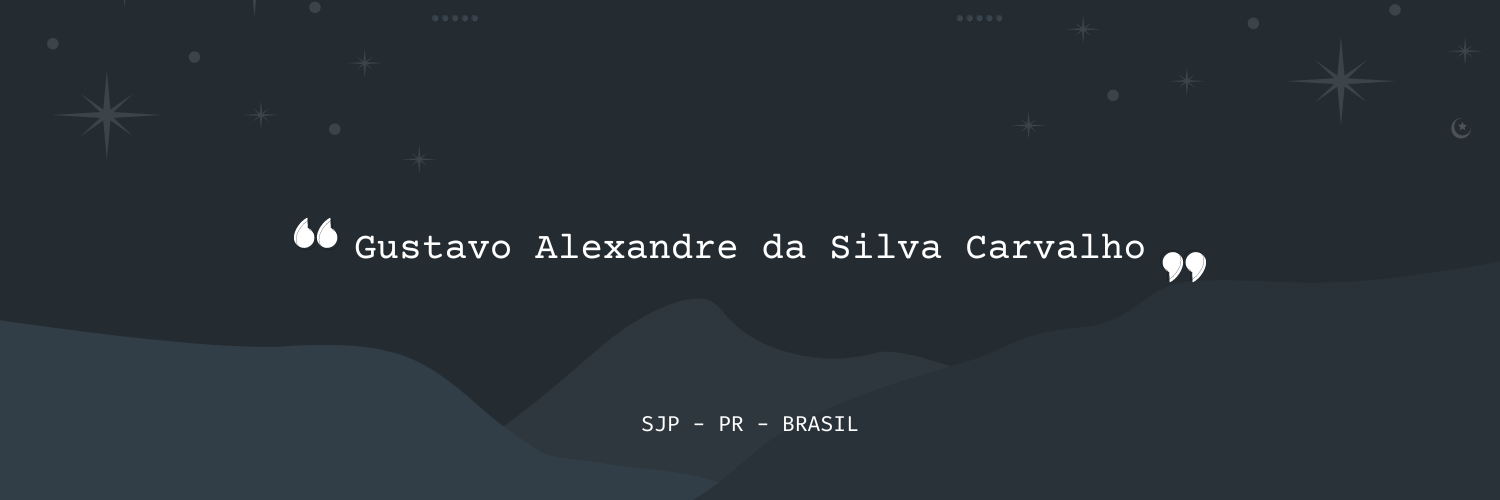 “ Gustavo Alexandre da Silva Carvalho ”
SJP – PR – BRASIL